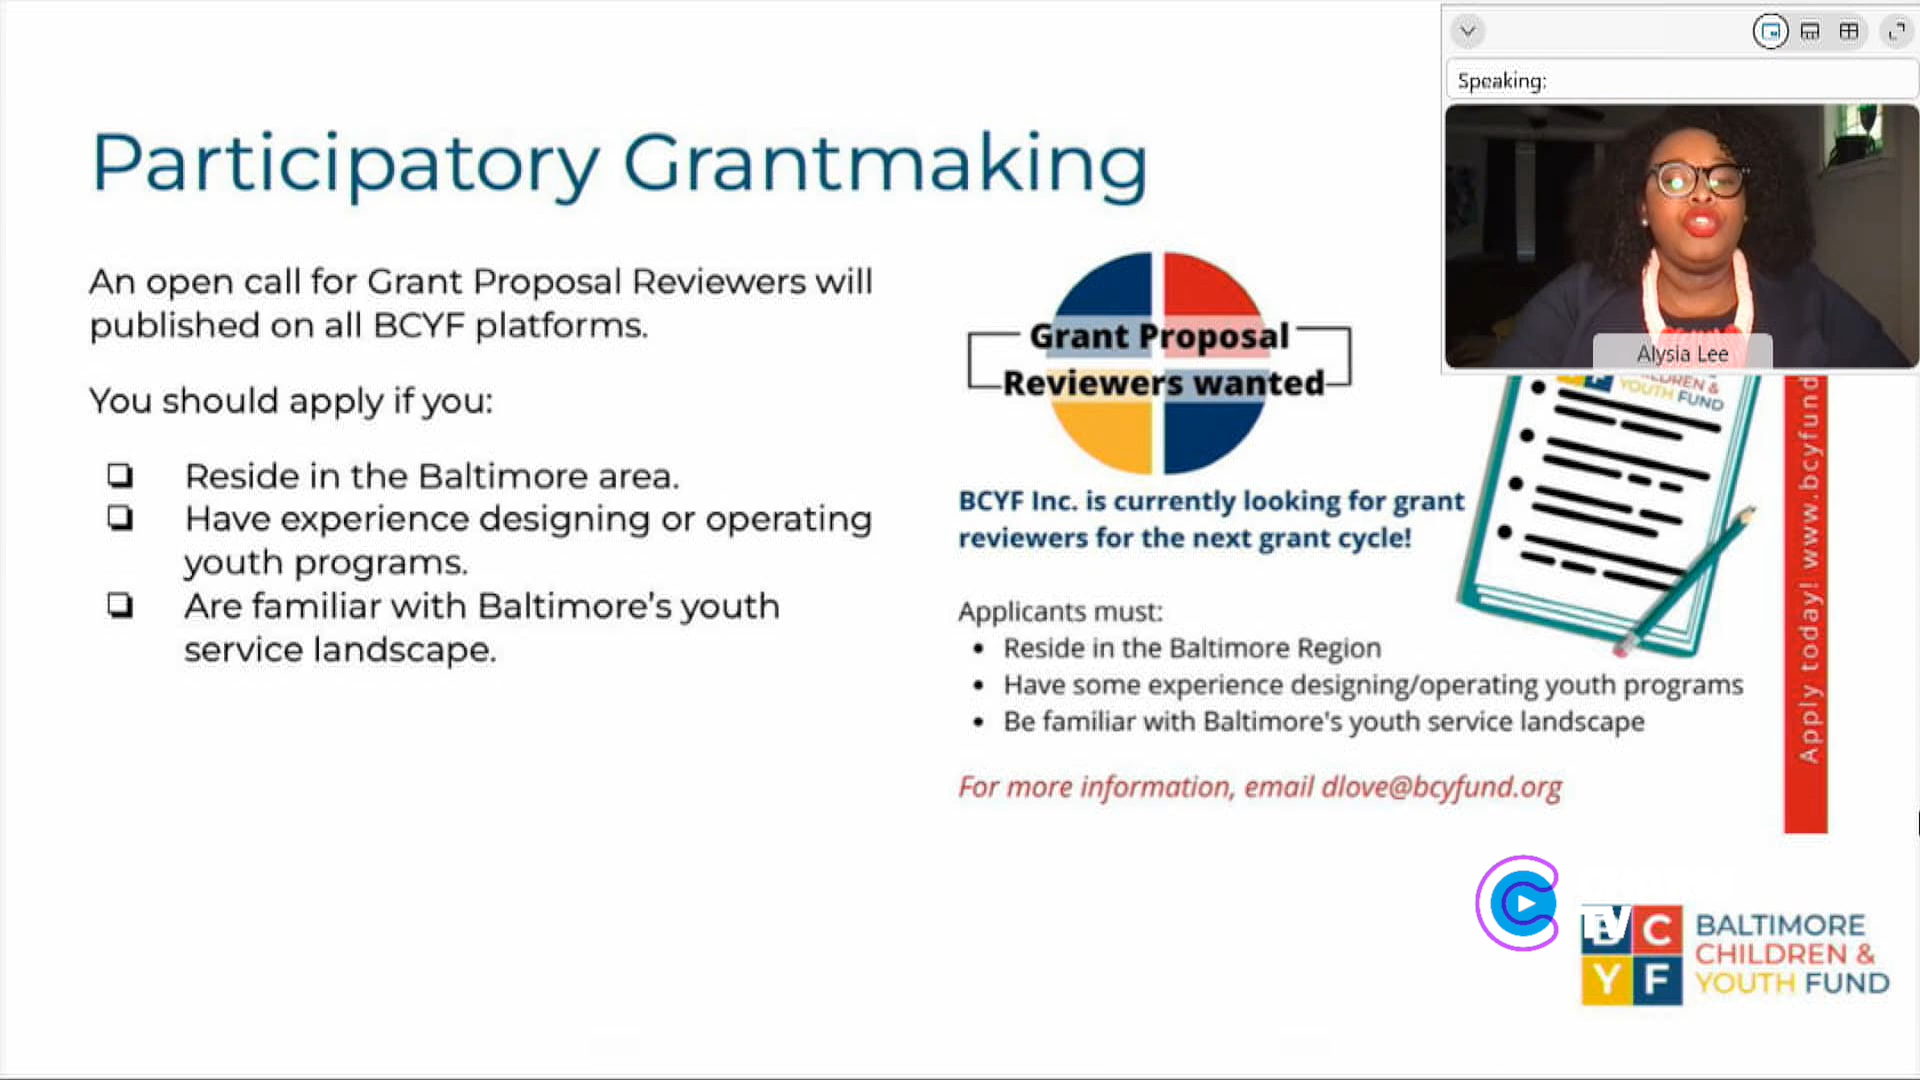 Participatory Grantmaking
An open call for Grant Proposal Reviewers will
published on all BCYF platforms.
You should apply if you:
Reside in the Baltimore area.
Have experience designing or operating
youth programs.
Are familiar with Baltimore's youth
service landscape.
Grant Proposal
Reviewers wanted
BCYF Inc. is currently looking for grant
reviewers for the next grant cycle!
Applicants must:
• Reside in the Baltimore Region
• Have some experience designing/operating youth programs
• Be familiar with Baltimore's youth service landscape
For more information, email dlove@bcyfund.org
Speaking:
Alysia Lee
YOUTH FUND
Apply today! www.bcyfund
C
Y F
BALTIMORE
CHILDREN &
YOUTH FUND